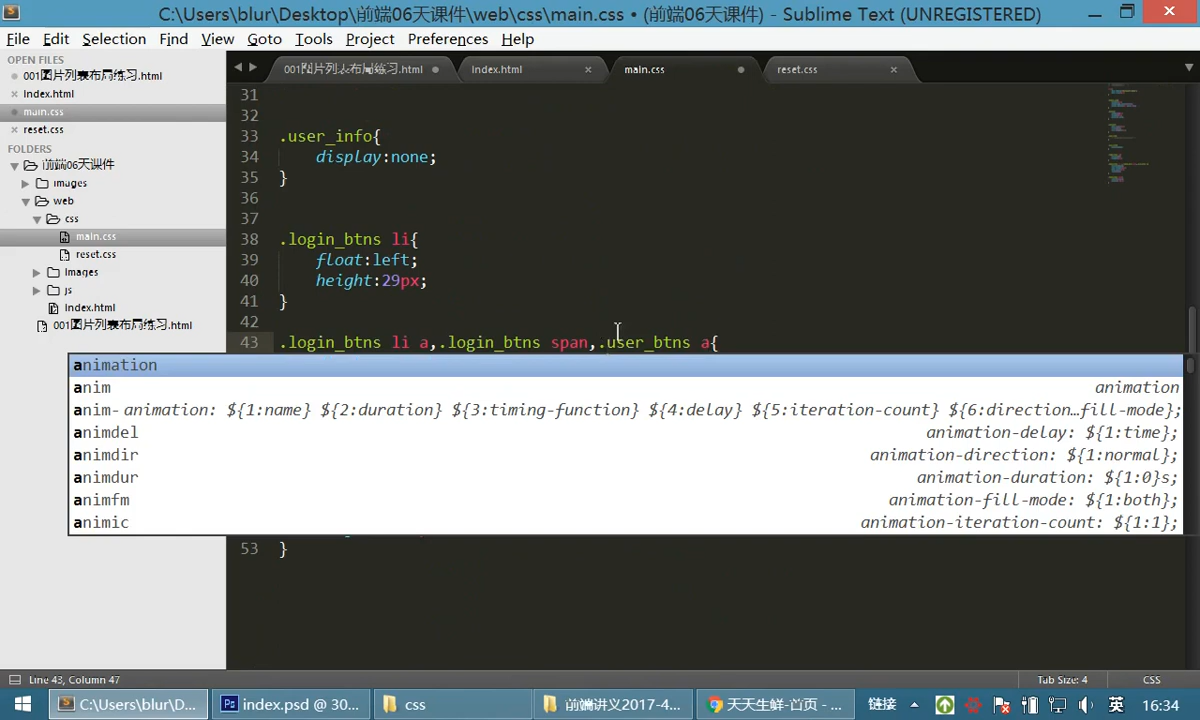 C:\Users\blur\Desktop\前端06天课件\web\css\main.css • (前端06天课件) - Sublime Text (UNREGISTERED)
File Edit Selection Find View Goto Tools Project Preferences Help
OPEN FILES
001图片列表布局练习.html
index.html
main.css
reset.css
FOLDERS
前端06天课件
images
web
css
main.css
reset.css
images
js
index.html
001图片列表布局练习.html
001图片列表布局练习.html index.html main.css reset.css
31
32
33 .user_info{
34 display:none;
35 }
36
37
38 .login_btns li{
39 float:left;
40 height:29px;
41 }
42
43 .login_btns li a,.login_btns span,.user_btns a{
animation
anim animation
anim- animation: ${1:name} ${2:duration} ${3:timing-function} ${4:delay} ${5:iteration-count} ${6:direction…fill-mode};
animdel animation-delay: ${1:time};
animdir animation-direction: ${1:normal};
animdur animation-duration: ${1:0}s;
animfm animation-fill-mode: ${1:both};
animic animation-iteration-count: ${1:1};
53 }
Line 43, Column 47 Tab Size: 4 CSS
C:\Users\blur\D... index.psd @ 30... css 前端讲义2017-4... 天天生鲜-首页 - ... 链接 英 16:34